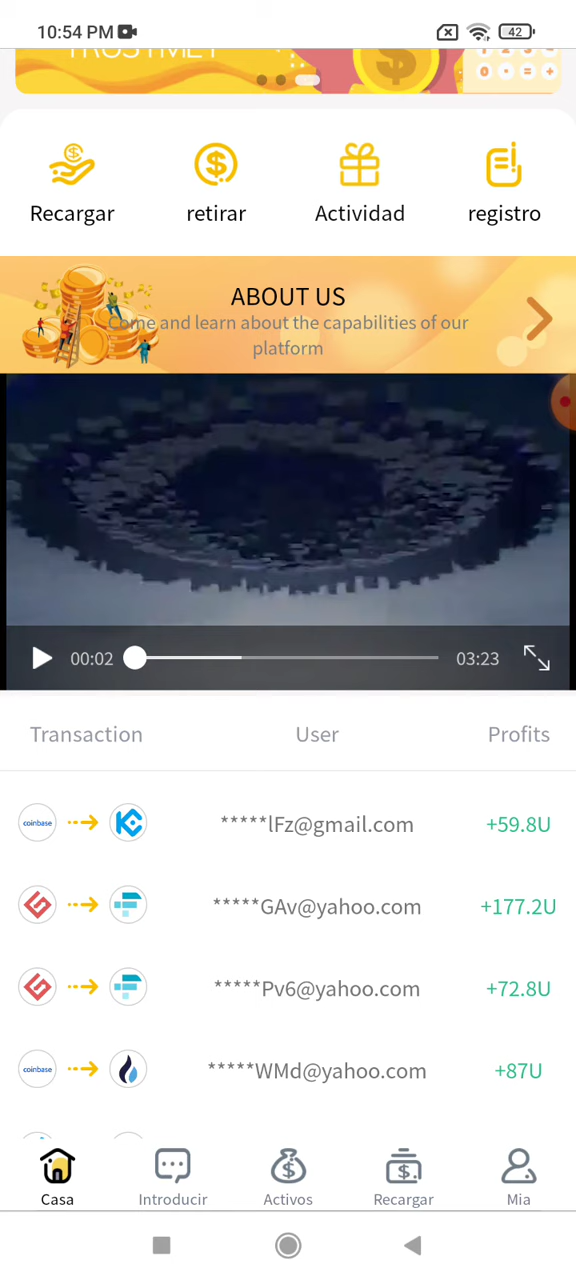 10:54 PM
42
TRUSTMEY
Recargar
retirar
Actividad
registro
ABOUT US
Come and learn about the capabilities of our
platform
00:02
03:23
Transaction
User
Profits
coinbase
*****lFz@gmail.com
+59.8U
*****GAv@yahoo.com
+177.2U
*****Pv6@yahoo.com
+72.8U
coinbase
*****WMd@yahoo.com
+87U
Casa
Introducir
Activos
Recargar
Mia